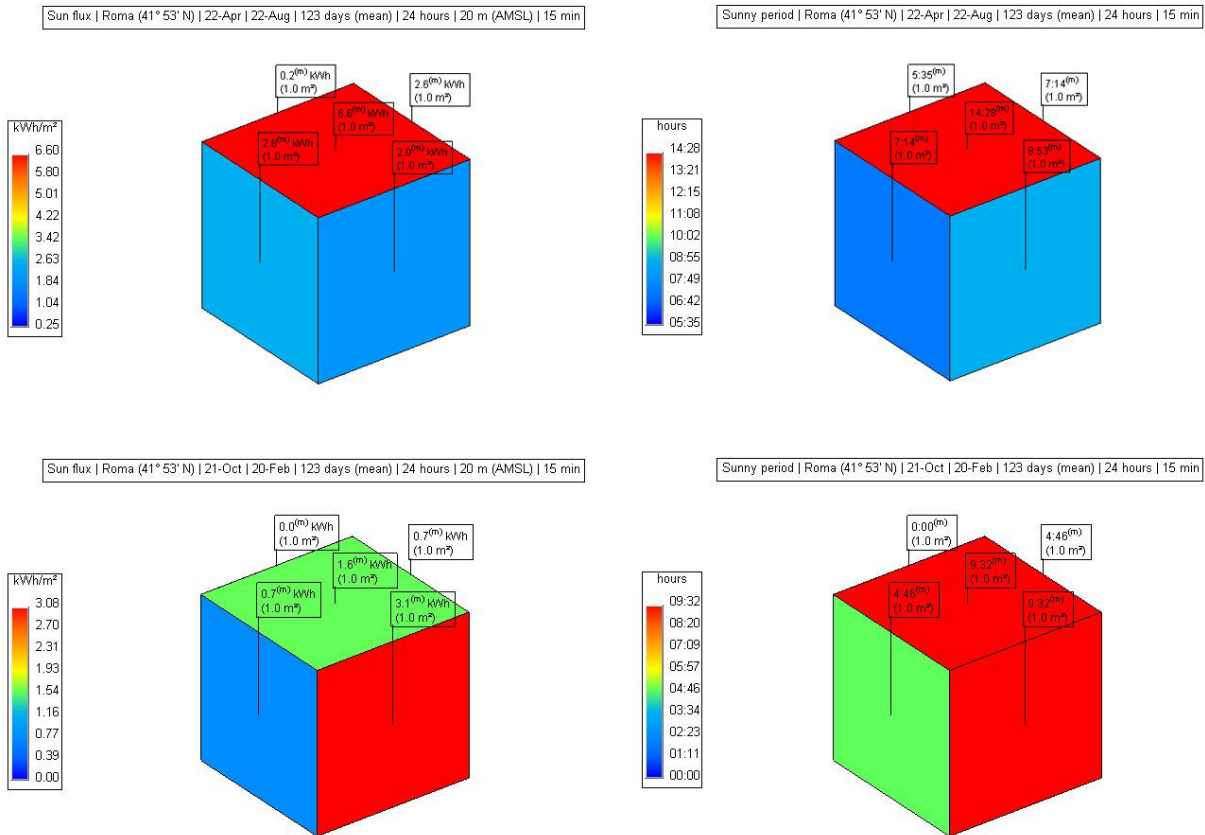 Sun flux | Roma (41° 53' N) | 22-Apr | 22-Aug | 123 days (mean) | 24 hours | 20 m (AMSL) | 15 min
0.2(m) kWh
(1.0 m²)
2.6(m) kWh
(1.0 m²)
6.6(m) kWh
(1.0 m²)
2.6(m) kWh
(1.0 m²)
2.0(m) kWh
(1.0 m²)
kWh/m²
6.60
5.80
5.01
4.22
3.42
2.63
1.84
1.04
0.25
Sunny period | Roma (41° 53' N) | 22-Apr | 22-Aug | 123 days (mean) | 24 hours | 15 min
5:35(m)
(1.0 m²)
7:14(m)
(1.0 m²)
14:28(m)
(1.0 m²)
7:14(m)
(1.0 m²)
8:53(m)
(1.0 m²)
hours
14:28
13:21
12:15
11:08
10:02
08:55
07:49
06:42
05:35
Sun flux | Roma (41° 53' N) | 21-Oct | 20-Feb | 123 days (mean) | 24 hours | 20 m (AMSL) | 15 min
0.0(m) kWh
(1.0 m²)
0.7(m) kWh
(1.0 m²)
1.6(m) kWh
(1.0 m²)
0.7(m) kWh
(1.0 m²)
3.1(m) kWh
(1.0 m²)
kWh/m²
3.08
2.70
2.31
1.93
1.54
1.16
0.77
0.39
0.00
Sunny period | Roma (41° 53' N) | 21-Oct | 20-Feb | 123 days (mean) | 24 hours | 15 min
0:00(m)
(1.0 m²)
4:46(m)
(1.0 m²)
9:32(m)
(1.0 m²)
4:46(m)
(1.0 m²)
9:32(m)
(1.0 m²)
hours
09:32
08:20
07:09
05:57
04:46
03:34
02:23
01:11
00:00